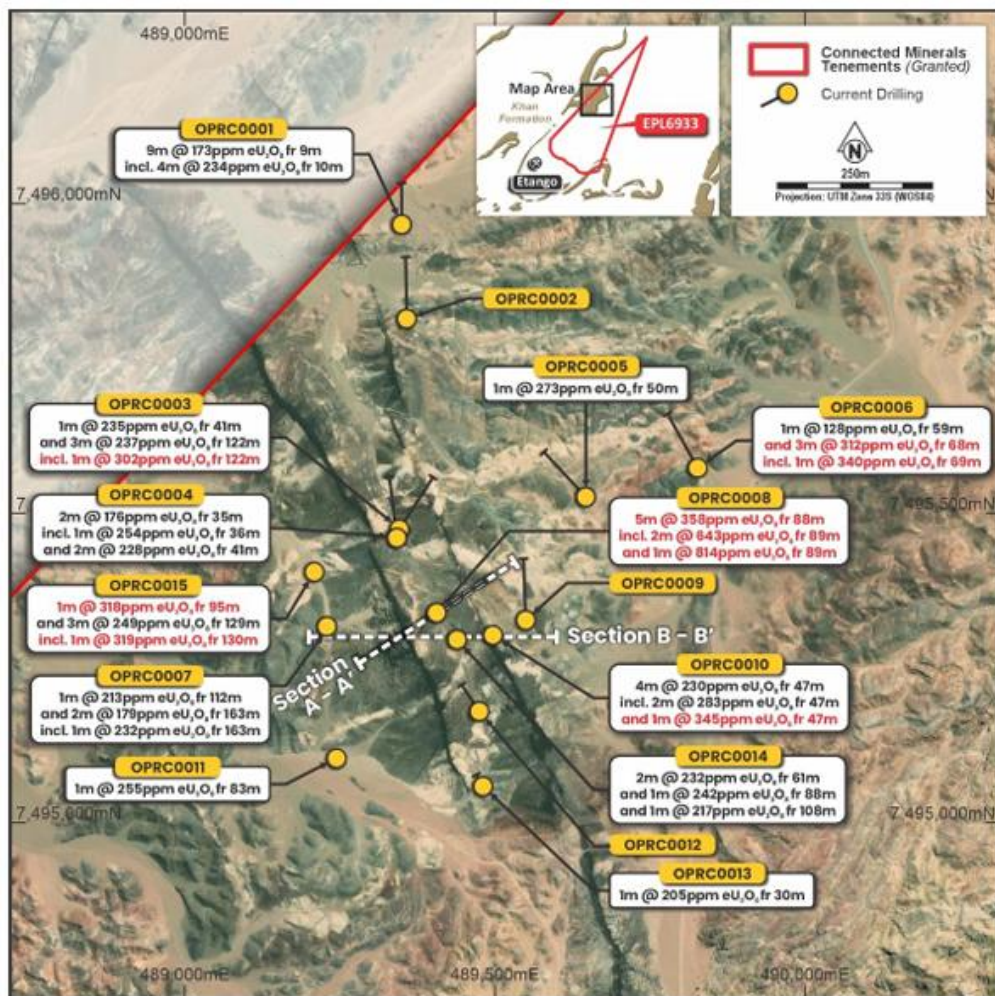 489,000mE
7,496,000mN
Map Area
Khan
Formation
EPL6933
Etango
Connected Minerals
Tenements (Granted)
Current Drilling
N
250m
Projection: UTM Zone 33S (WGS84)
OPRC0001
9m @ 173ppm eU₃O₈ fr 9m
incl. 4m @ 234ppm eU₃O₈ fr 10m
OPRC0002
OPRC0005
1m @ 273ppm eU₃O₈ fr 50m
OPRC0003
1m @ 235ppm eU₃O₈ fr 41m
and 3m @ 237ppm eU₃O₈ fr 122m
incl. 1m @ 302ppm eU₃O₈ fr 122m
OPRC0006
1m @ 128ppm eU₃O₈ fr 59m
and 3m @ 312ppm eU₃O₈ fr 68m
incl. 1m @ 340ppm eU₃O₈ fr 69m
OPRC0004
2m @ 176ppm eU₃O₈ fr 35m
incl. 1m @ 254ppm eU₃O₈ fr 36m
and 2m @ 228ppm eU₃O₈ fr 41m
OPRC0008
5m @ 358ppm eU₃O₈ fr 88m
incl. 2m @ 643ppm eU₃O₈ fr 89m
and 1m @ 814ppm eU₃O₈ fr 89m
7,495,500mN
OPRC0015
1m @ 318ppm eU₃O₈ fr 95m
and 3m @ 249ppm eU₃O₈ fr 129m
incl. 1m @ 319ppm eU₃O₈ fr 130m
OPRC0009
Section B - B'
Section
A - A'
OPRC0007
1m @ 213ppm eU₃O₈ fr 112m
and 2m @ 179ppm eU₃O₈ fr 163m
incl. 1m @ 232ppm eU₃O₈ fr 163m
OPRC0010
4m @ 230ppm eU₃O₈ fr 47m
incl. 2m @ 283ppm eU₃O₈ fr 47m
and 1m @ 345ppm eU₃O₈ fr 47m
OPRC0011
1m @ 255ppm eU₃O₈ fr 83m
OPRC0014
2m @ 232ppm eU₃O₈ fr 61m
and 1m @ 242ppm eU₃O₈ fr 88m
and 1m @ 217ppm eU₃O₈ fr 108m
7,495,000mN
7,495,000mN
OPRC0012
OPRC0013
1m @ 205ppm eU₃O₈ fr 30m
489,000mE
489,500mE
490,000mE